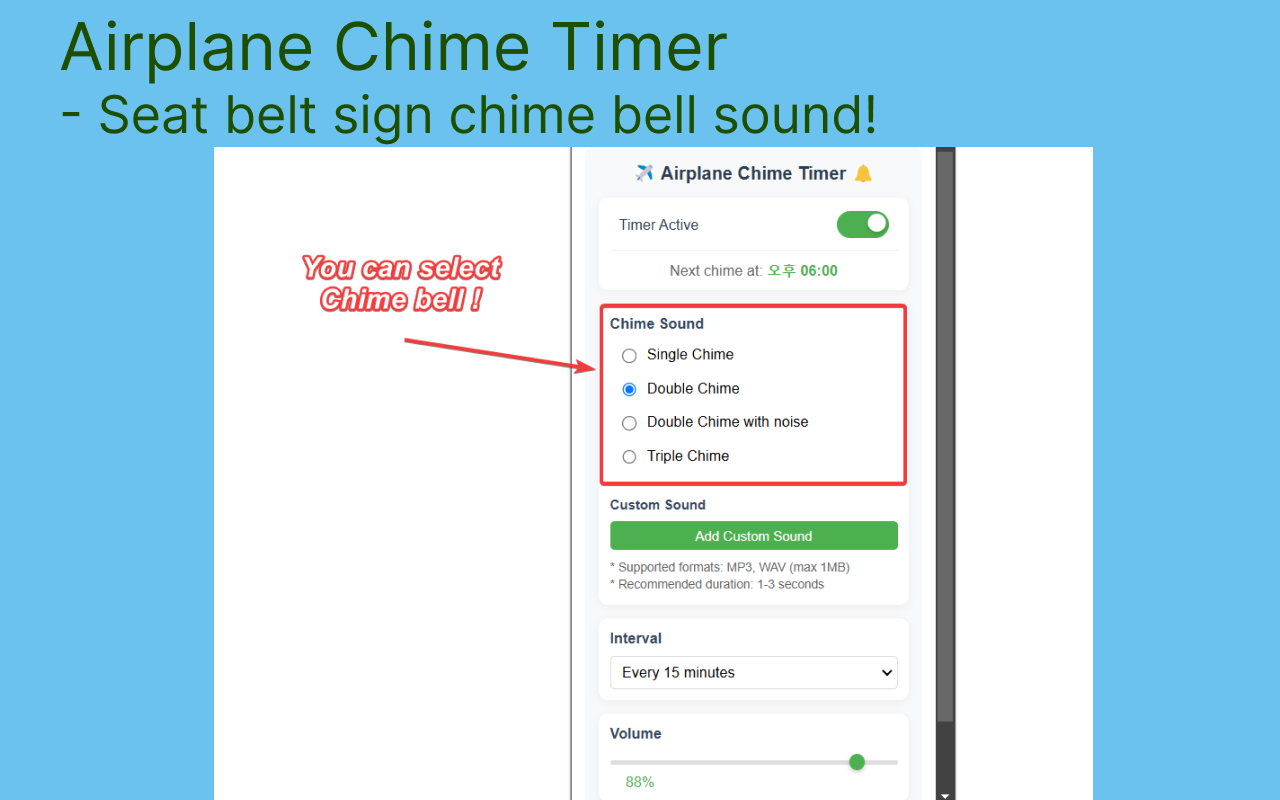 Airplane Chime Timer
- Seat belt sign chime bell sound!
✈️ Airplane Chime Timer 🔔
Timer Active
Next chime at: 오후 06:00
You can select
Chime bell !
Chime Sound
Single Chime
Double Chime
Double Chime with noise
Triple Chime
Custom Sound
Add Custom Sound
* Supported formats: MP3, WAV (max 1MB)
* Recommended duration: 1-3 seconds
Interval
Every 15 minutes
Volume
88%